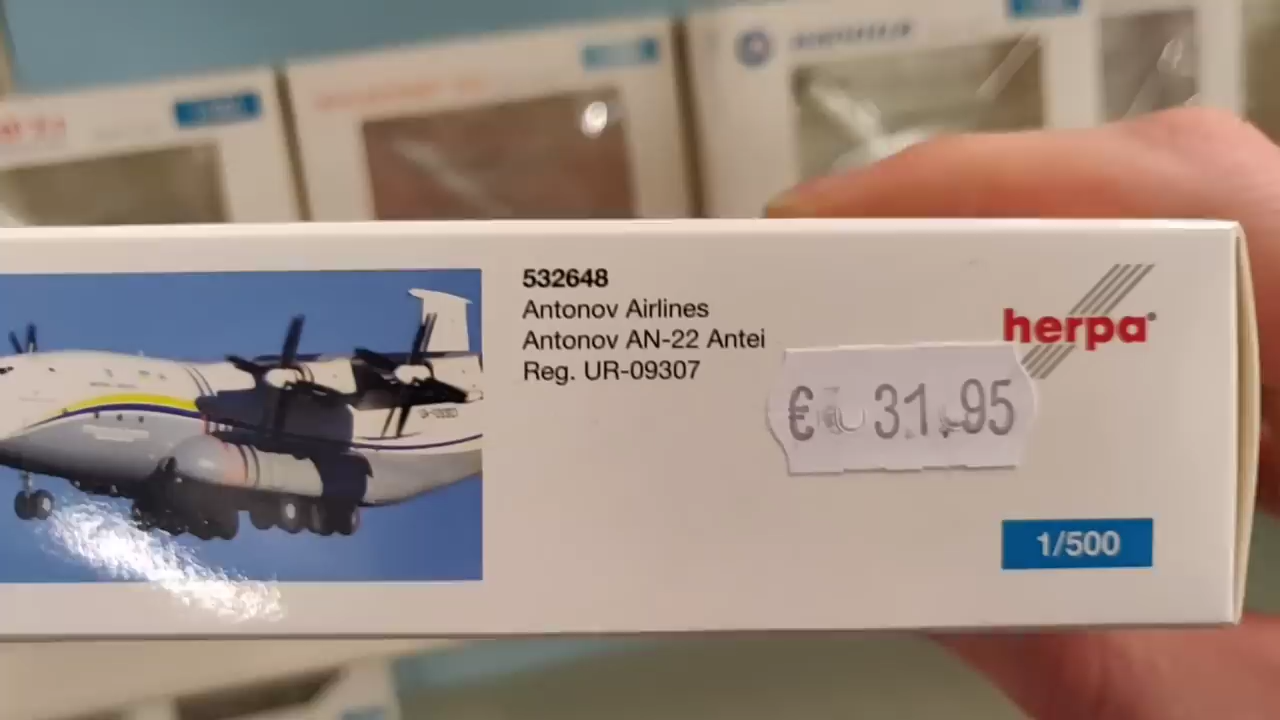 532648
Antonov Airlines
Antonov AN-22 Antei
Reg. UR-09307
herpa
€ 31.95
1/500